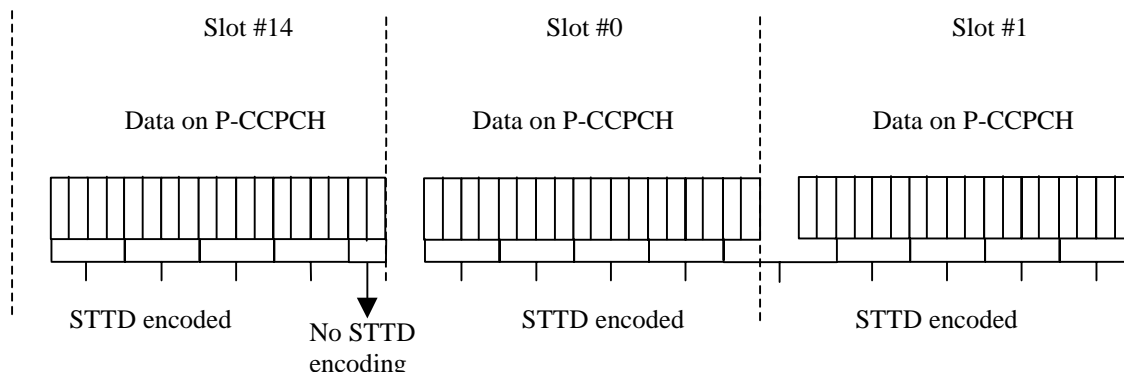 Slot #14 Slot #0 Slot #1
Data on P-CCPCH Data on P-CCPCH Data on P-CCPCH
STTD encoded STTD encoded STTD encoded
No STTD
encoding